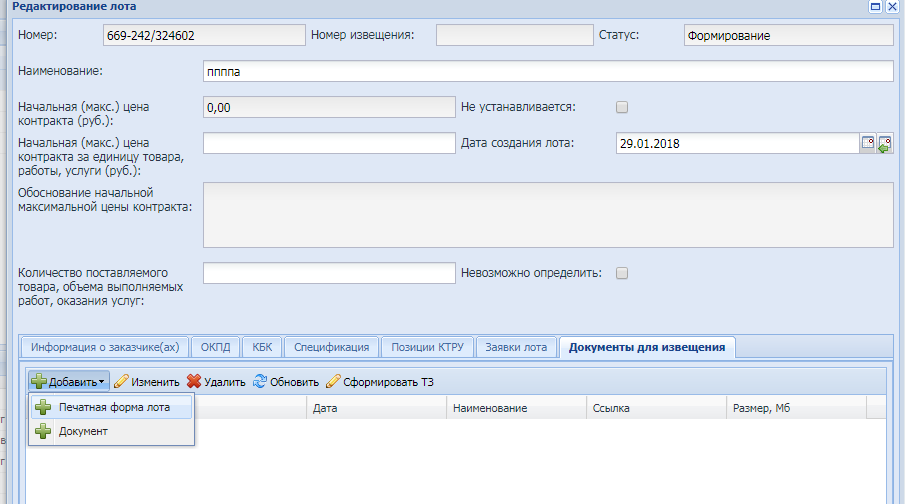 Редактирование лота
Номер: 669-242/324602 Номер извещения: Статус: Формирование
Наименование: ппппа
Начальная (макс.) цена
контракта (руб.): 0,00 Не устанавливается:
Начальная (макс.) цена
контракта за единицу товара,
работы, услуги (руб.):
Дата создания лота: 29.01.2018
Обоснование начальной
максимальной цены контракта:
Количество поставляемого
товара, объема выполняемых
работ, оказания услуг:
Невозможно определить:
Информация о заказчике(ах) ОКПД КБК Спецификация Позиции КТРУ Заявки лота Документы для извещения
Добавить Изменить Удалить Обновить Сформировать ТЗ
Дата Наименование Ссылка Размер, Мб
Печатная форма лота
Документ